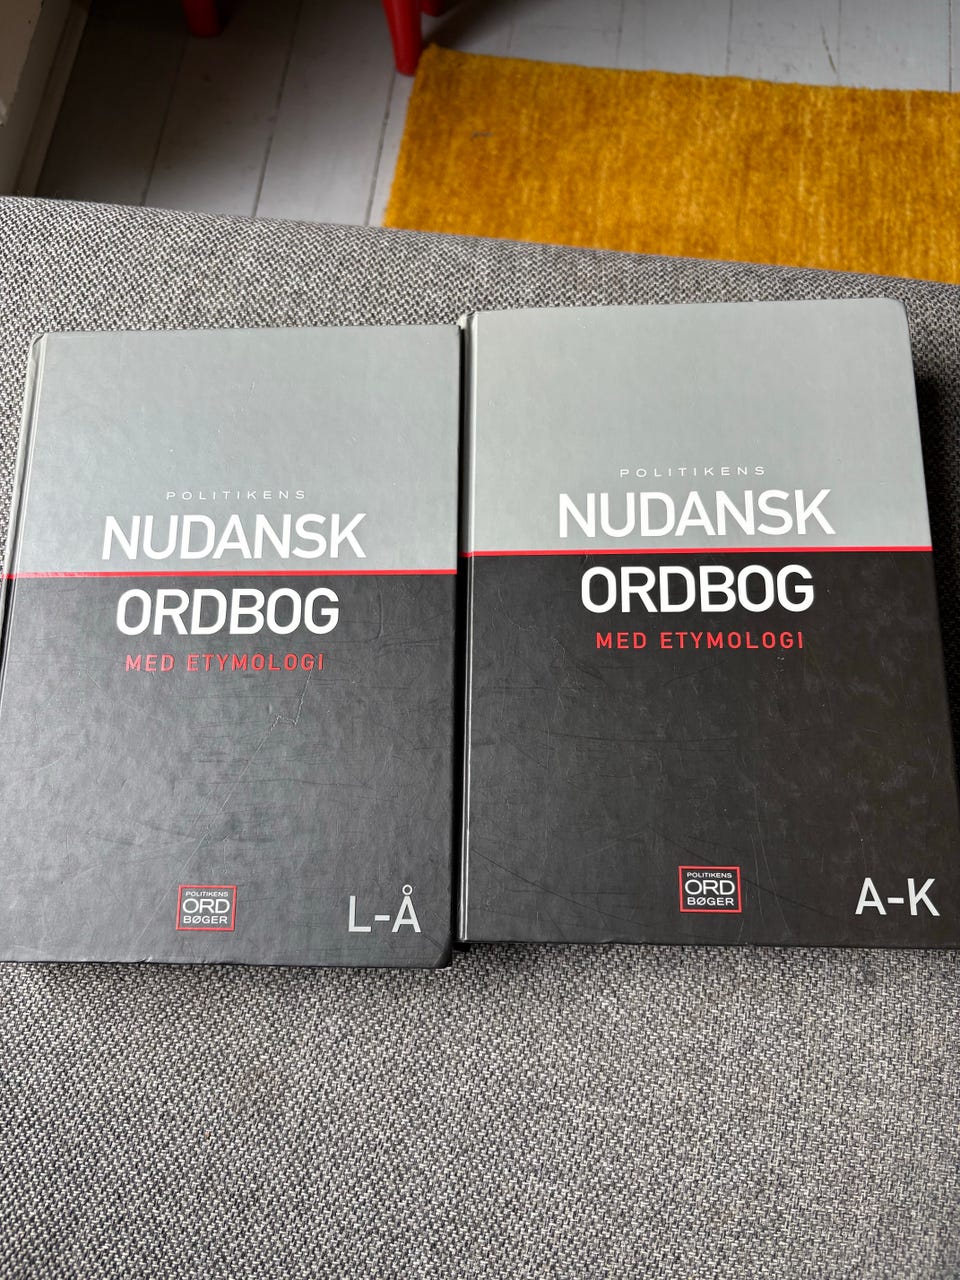 POLITIKENS
NUDANSK
ORDBOG
MED ETYMOLOGI
POLITIKENS
ORD
BØGER
L-Å
POLITIKENS
NUDANSK
ORDBOG
MED ETYMOLOGI
POLITIKENS
ORD
BØGER
A-K